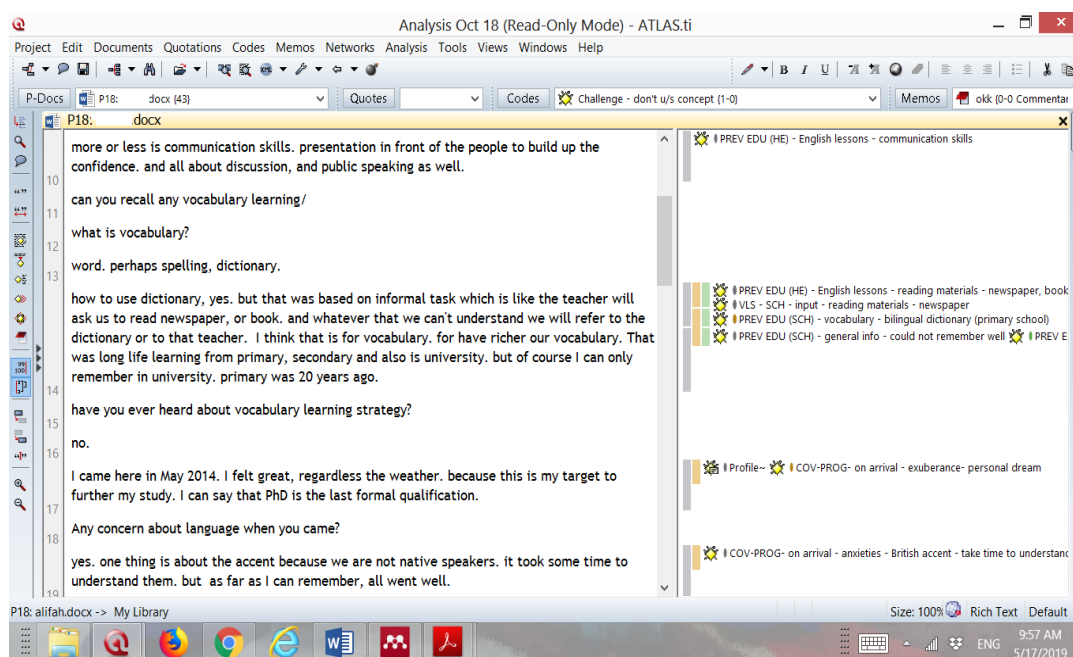 Analysis Oct 18 (Read-Only Mode) - ATLAS.ti
Project Edit Documents Quotations Codes Memos Networks Analysis Tools Views Windows Help
B I U
P-Docs P18: docx {43} Quotes Codes Challenge - don't u/s concept {1-0} Memos okk {0-0 Commentar
P18: .docx
more or less is communication skills. presentation in front of the people to build up the
confidence. and all about discussion, and public speaking as well.
PREV EDU (HE) - English lessons - communication skills
10
can you recall any vocabulary learning/
11
what is vocabulary?
12
word. perhaps spelling, dictionary.
13
how to use dictionary, yes. but that was based on informal task which is like the teacher will
ask us to read newspaper, or book. and whatever that we can't understand we will refer to the
dictionary or to that teacher. I think that is for vocabulary. for have richer our vocabulary. That
was long life learning from primary, secondary and also is university. but of course I can only
remember in university. primary was 20 years ago.
PREV EDU (HE) - English lessons - reading materials - newspaper, book
VLS - SCH - input - reading materials - newspaper
PREV EDU (SCH) - vocabulary - bilingual dictionary (primary school)
PREV EDU (SCH) - general info - could not remember well PREV E
14
have you ever heard about vocabulary learning strategy?
15
no.
16
I came here in May 2014. I felt great, regardless the weather. because this is my target to
further my study. I can say that PhD is the last formal qualification.
Profile~ COV-PROG- on arrival - exuberance- personal dream
17
Any concern about language when you came?
18
yes. one thing is about the accent because we are not native speakers. it took some time to
understand them. but as far as I can remember, all went well.
COV-PROG- on arrival - anxieties - British accent - take time to understand
19
P18: alifah.docx -> My Library Size: 100% Rich Text Default
ENG 9:57 AM
5/17/2019